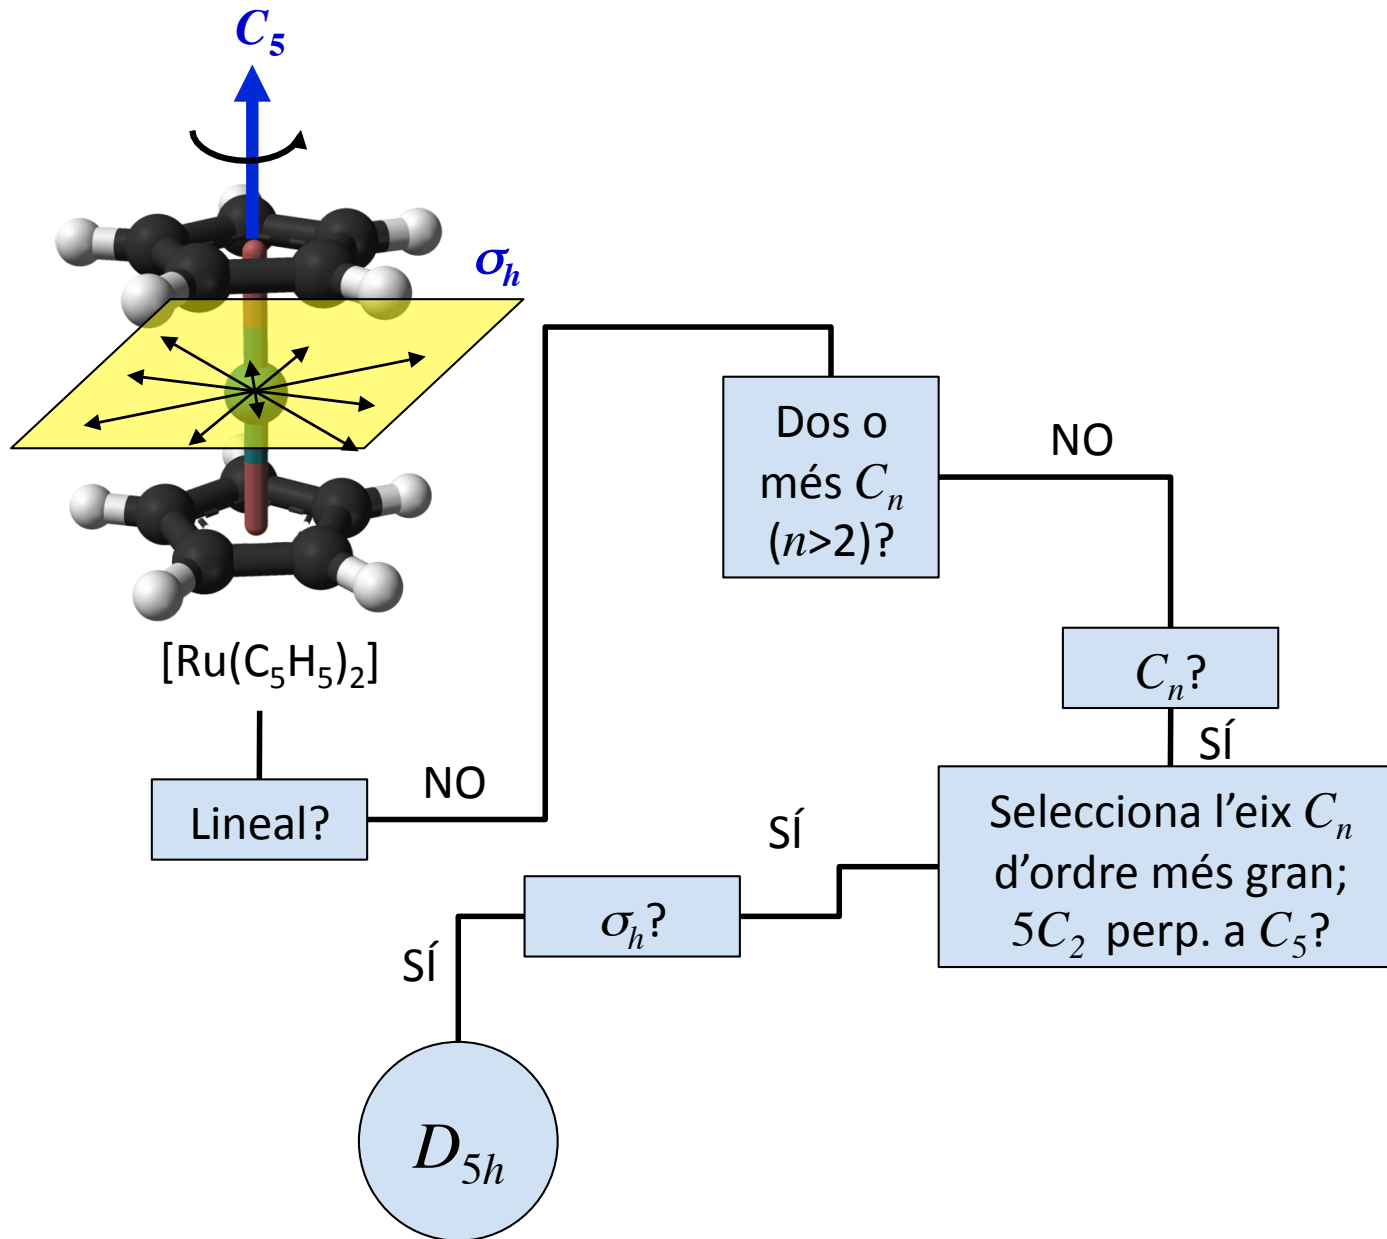 C₅
σₕ
[Ru(C₅H₅)₂]
Lineal?
NO
Dos o
més Cₙ
(n>2)?
NO
Cₙ?
SÍ
Selecciona l’eix Cₙ
d’ordre més gran;
5C₂ perp. a C₅?
SÍ
σₕ?
SÍ
D₅ₕ